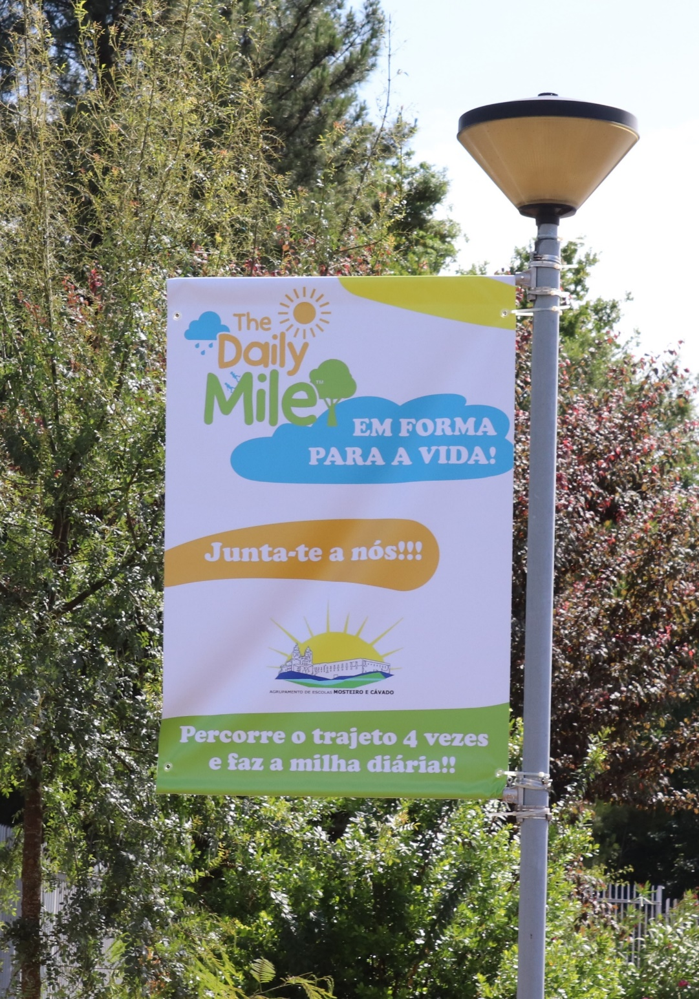 The
Daily
Mile™
EM FORMA
PARA A VIDA!
Junta-te a nós!!!
AGRUPAMENTO DE ESCOLAS MOSTEIRO E CÁVADO
Percorre o trajeto 4 vezes
e faz a milha diária!!